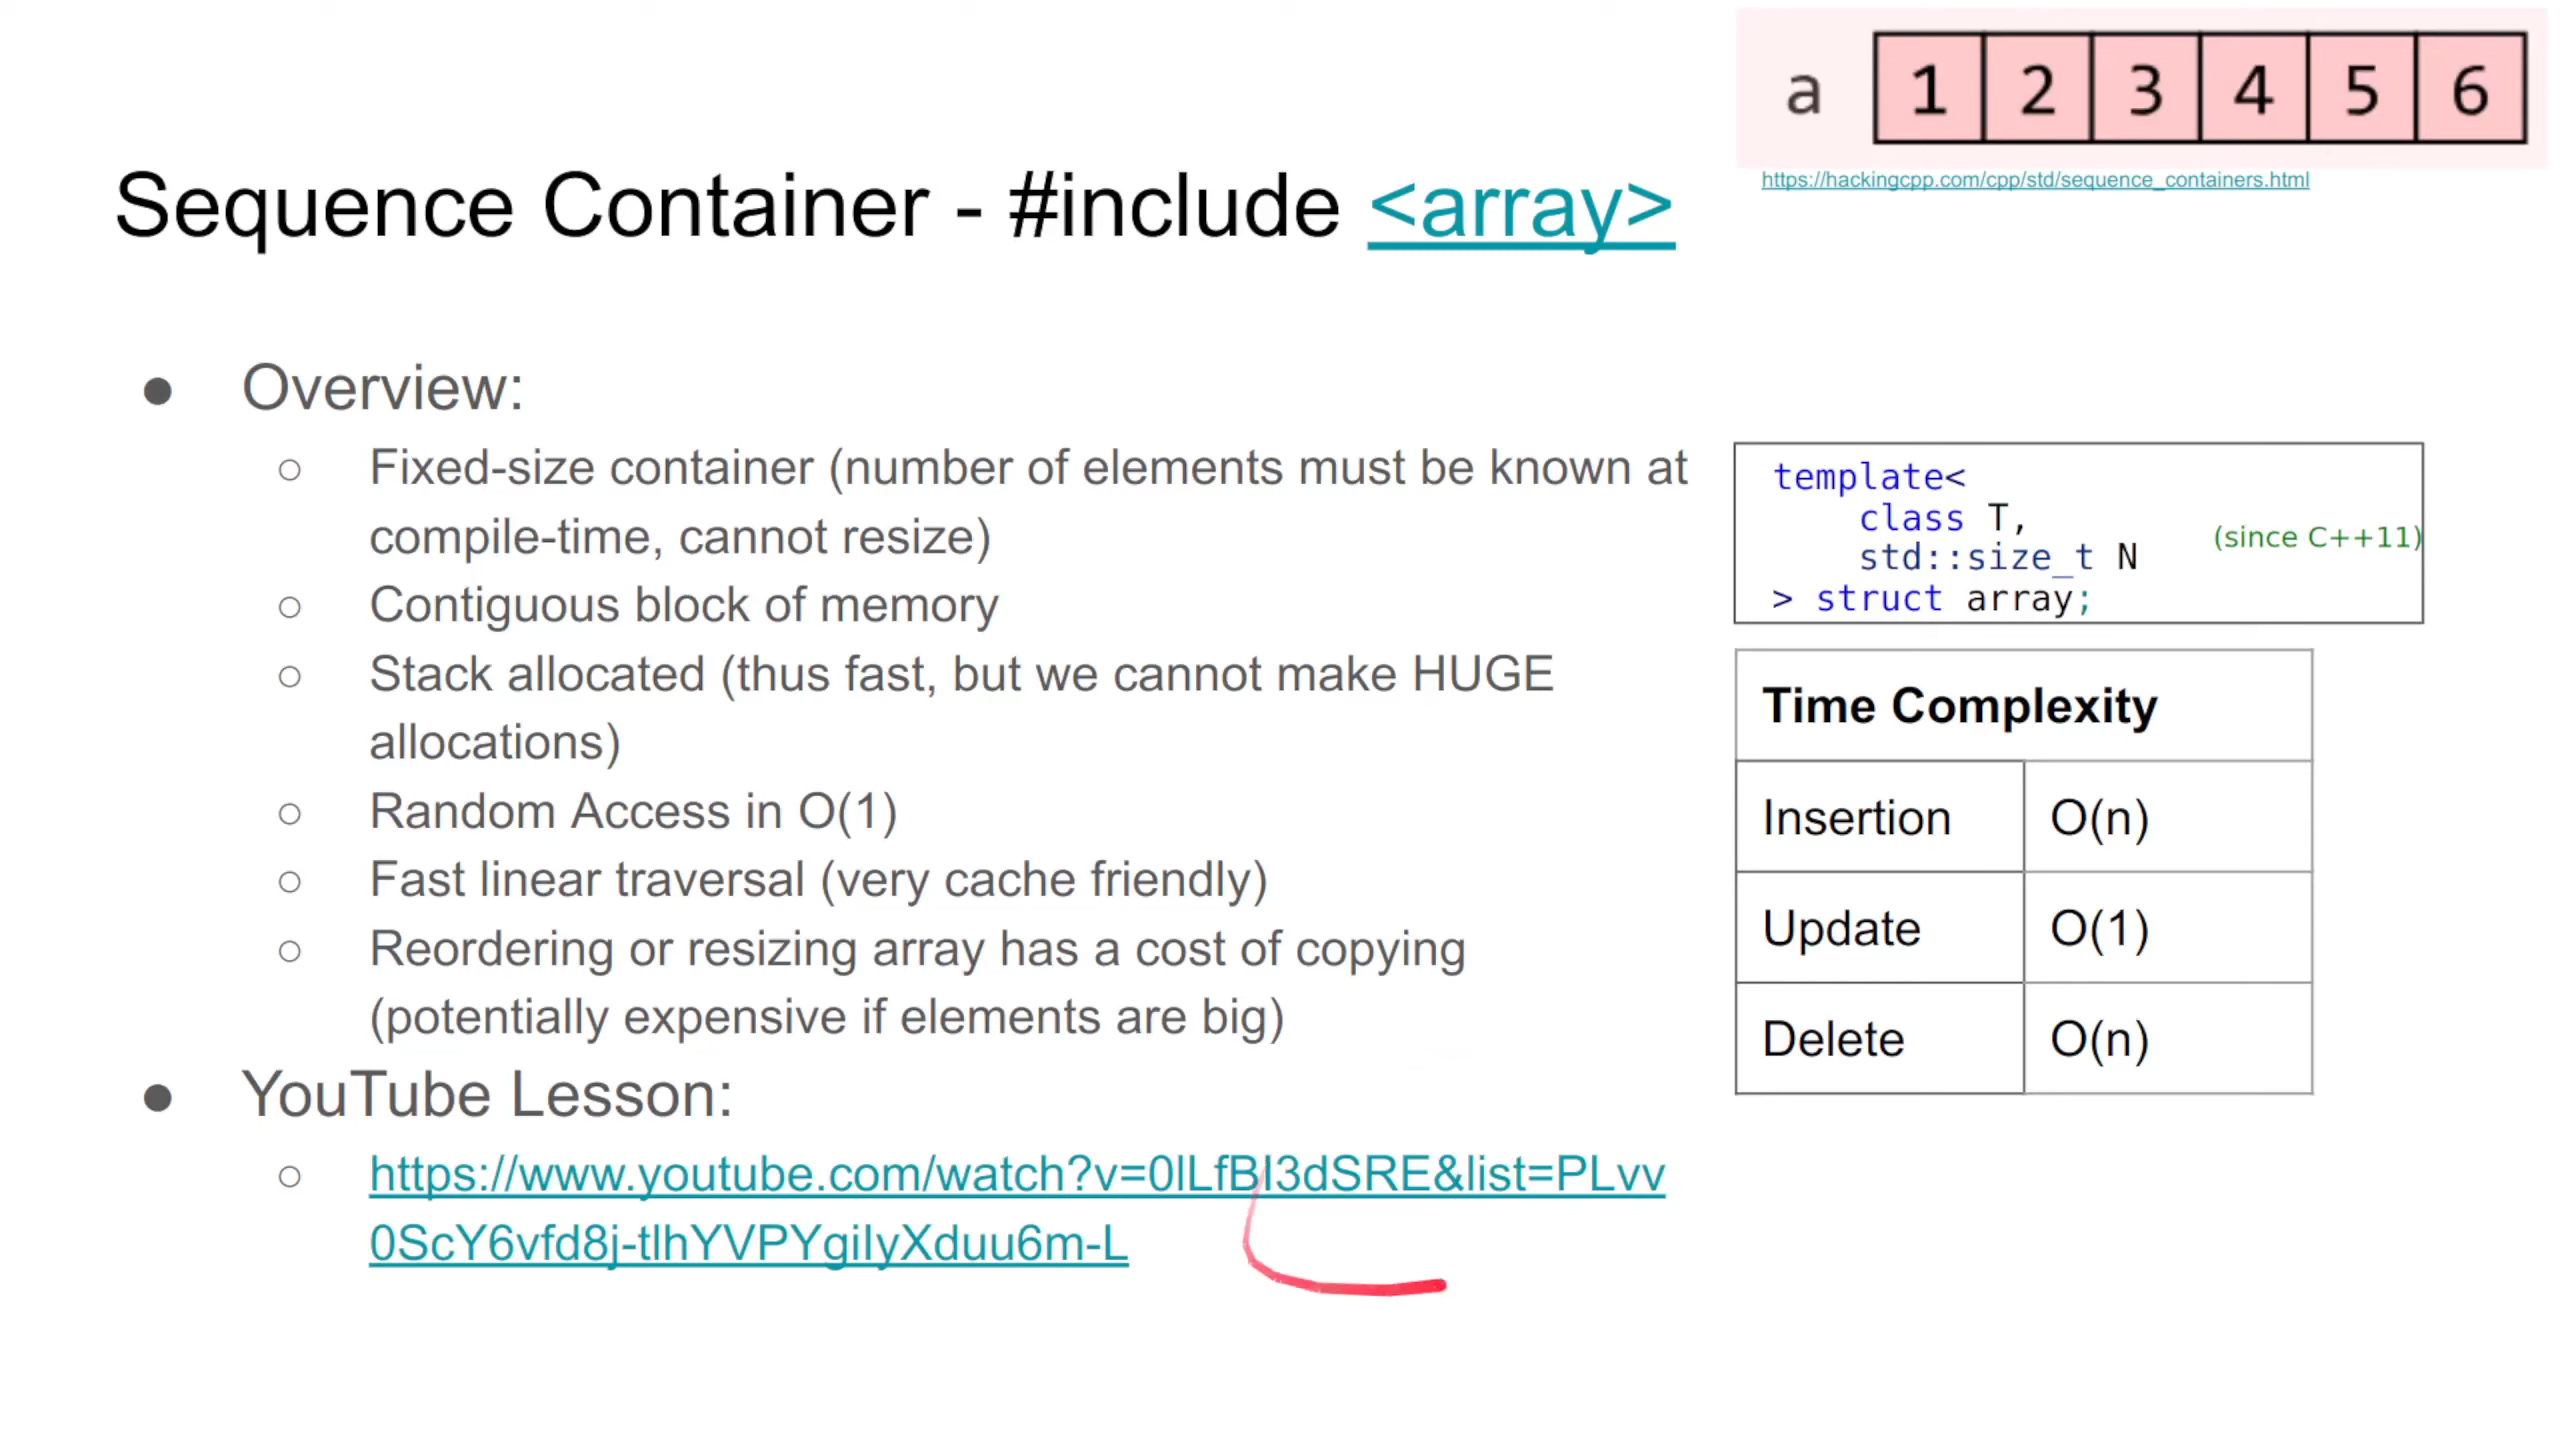 a 1 2 3 4 5 6
https://hackingcpp.com/cpp/std/sequence_containers.html
Sequence Container - #include <array>
● Overview:
○ Fixed-size container (number of elements must be known at
compile-time, cannot resize)
○ Contiguous block of memory
○ Stack allocated (thus fast, but we cannot make HUGE
allocations)
○ Random Access in O(1)
○ Fast linear traversal (very cache friendly)
○ Reordering or resizing array has a cost of copying
(potentially expensive if elements are big)
● YouTube Lesson:
○ https://www.youtube.com/watch?v=0lLfBI3dSRE&list=PLvv
0ScY6vfd8j-tlhYVPYgiIyXduu6m-L
template<
class T,
std::size_t N
> struct array;
(since C++11)
Time Complexity
Insertion O(n)
Update O(1)
Delete O(n)